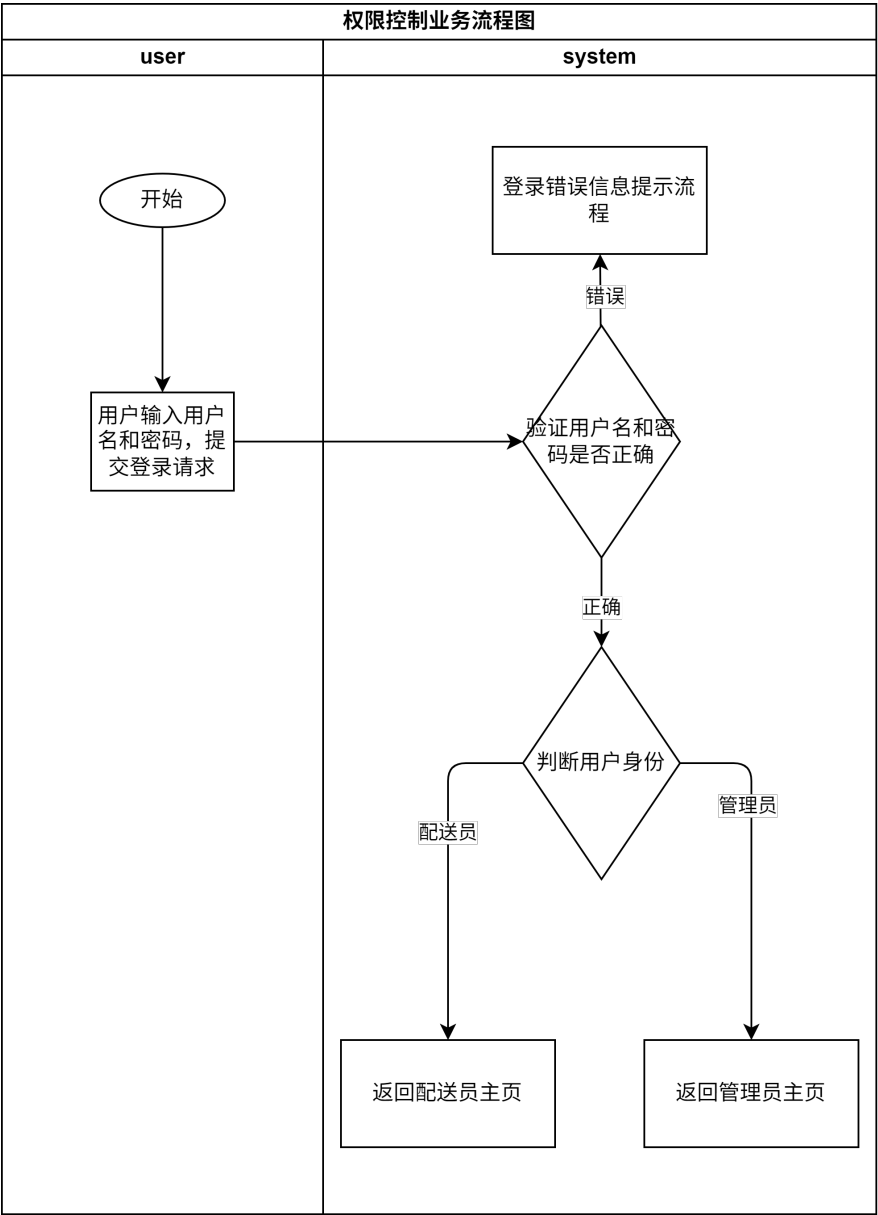 权限控制业务流程图
user
system
开始
登录错误信息提示流
程
错误
用户输入用户
名和密码，提
交登录请求
验证用户名和密
码是否正确
正确
判断用户身份
配送员
管理员
返回配送员主页
返回管理员主页